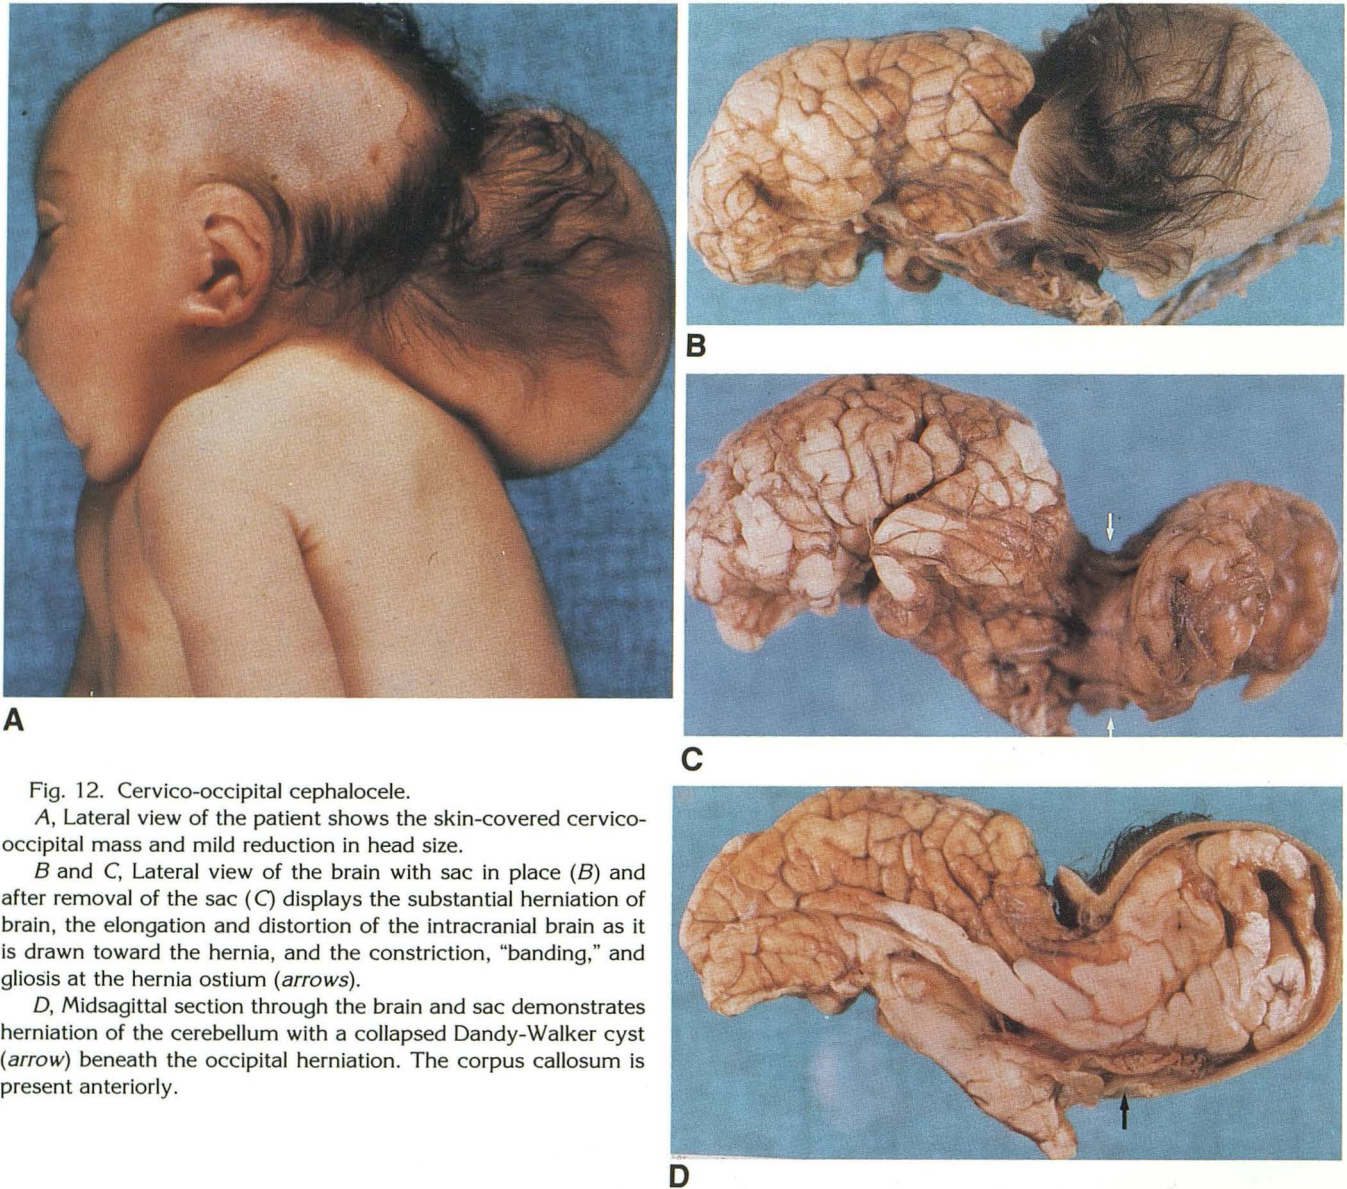 A
B
C
D
Fig. 12. Cervico-occipital cephalocele.
A, Lateral view of the patient shows the skin-covered cervico-
occipital mass and mild reduction in head size.
B and C, Lateral view of the brain with sac in place (B) and
after removal of the sac (C) displays the substantial herniation of
brain, the elongation and distortion of the intracranial brain as it
is drawn toward the hernia, and the constriction, “banding,” and
gliosis at the hernia ostium (arrows).
D, Midsagittal section through the brain and sac demonstrates
herniation of the cerebellum with a collapsed Dandy-Walker cyst
(arrow) beneath the occipital herniation. The corpus callosum is
present anteriorly.